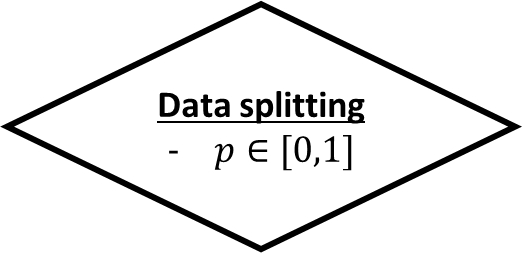 Data splitting
- p ∈ [0,1]